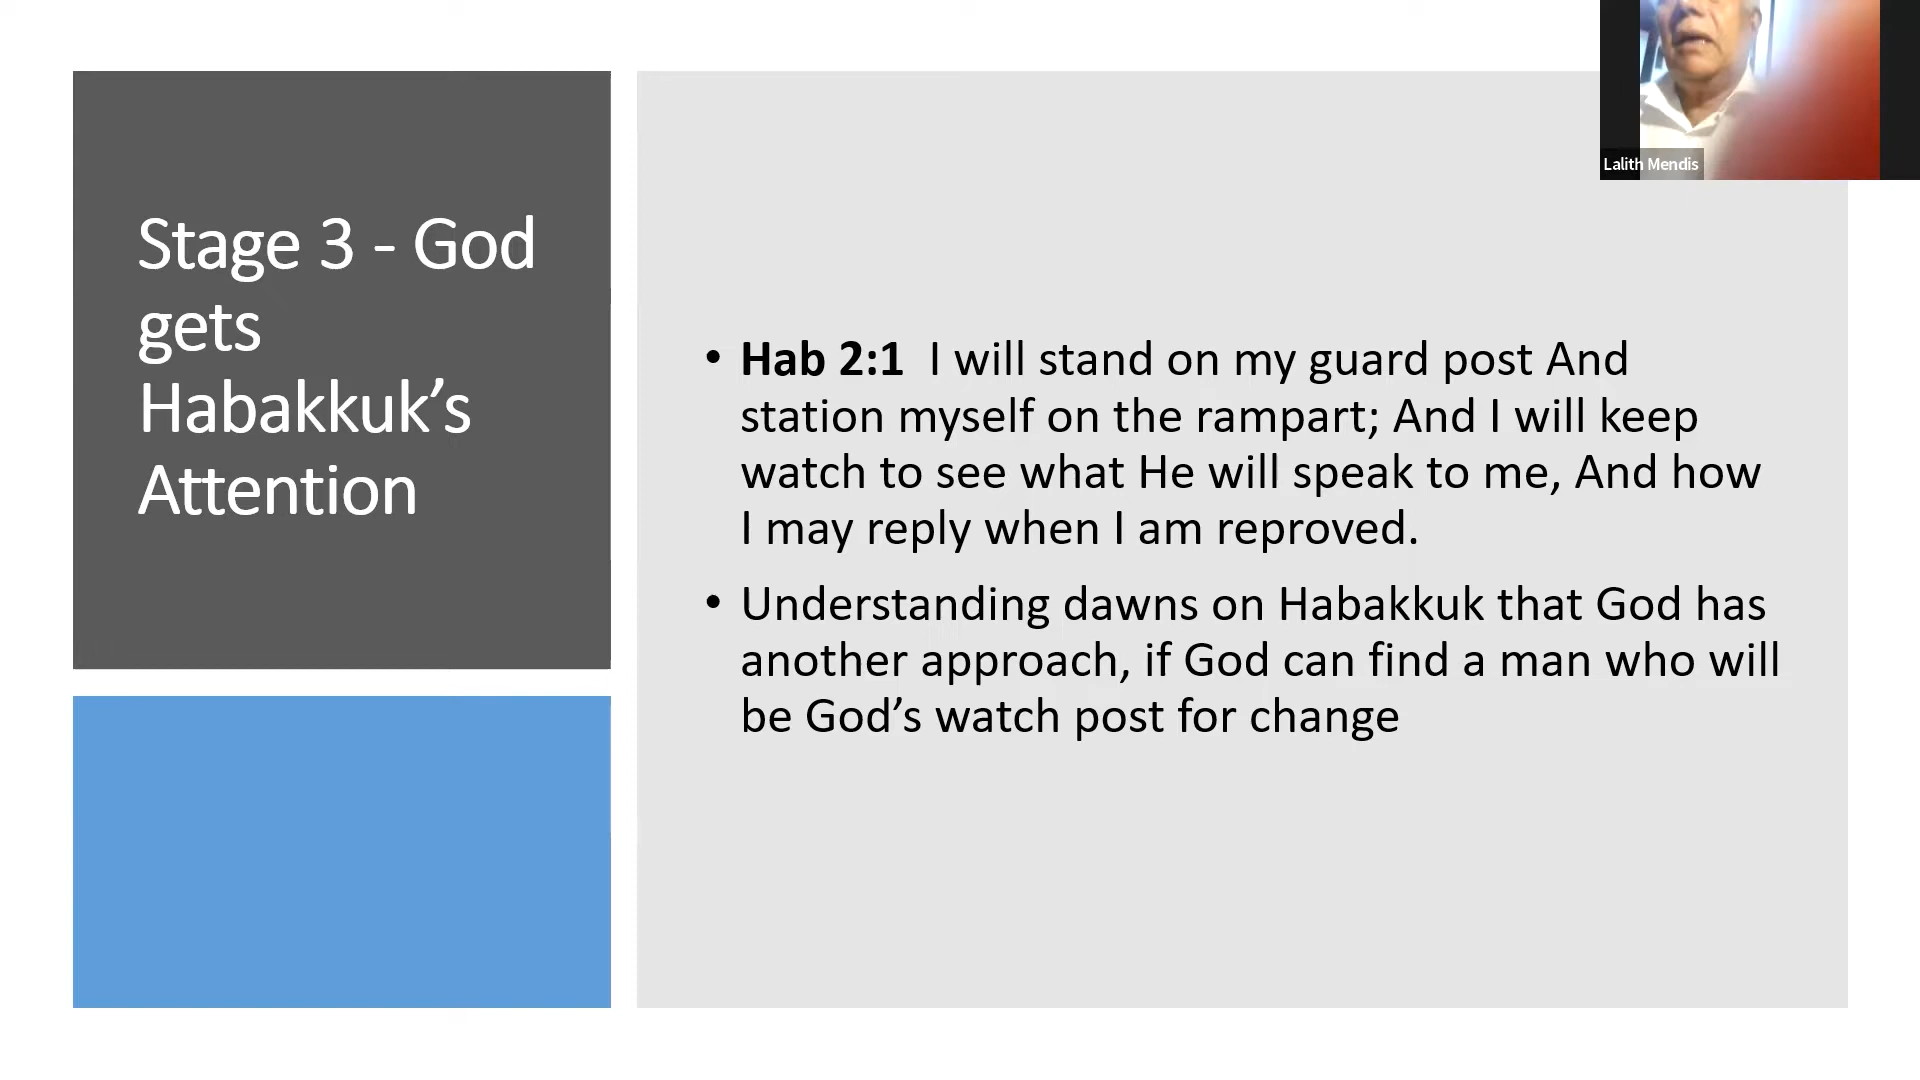 Stage 3 - God
gets
Habakkuk’s
Attention
• Hab 2:1 I will stand on my guard post And
station myself on the rampart; And I will keep
watch to see what He will speak to me, And how
I may reply when I am reproved.
• Understanding dawns on Habakkuk that God has
another approach, if God can find a man who will
be God’s watch post for change
Lalith Mendis